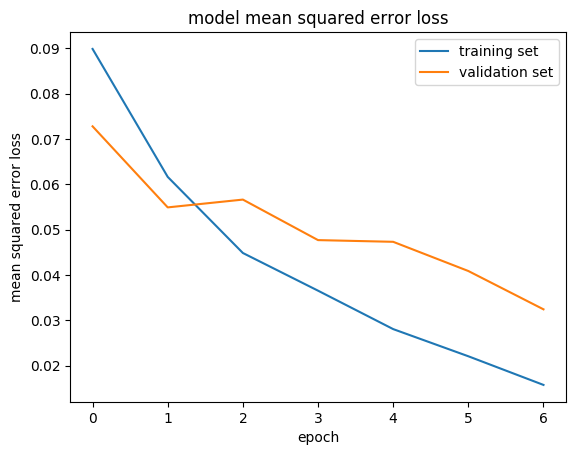 model mean squared error loss
training set
validation set
mean squared error loss
0.09
0.08
0.07
0.06
0.05
0.04
0.03
0.02
0 1 2 3 4 5 6
epoch